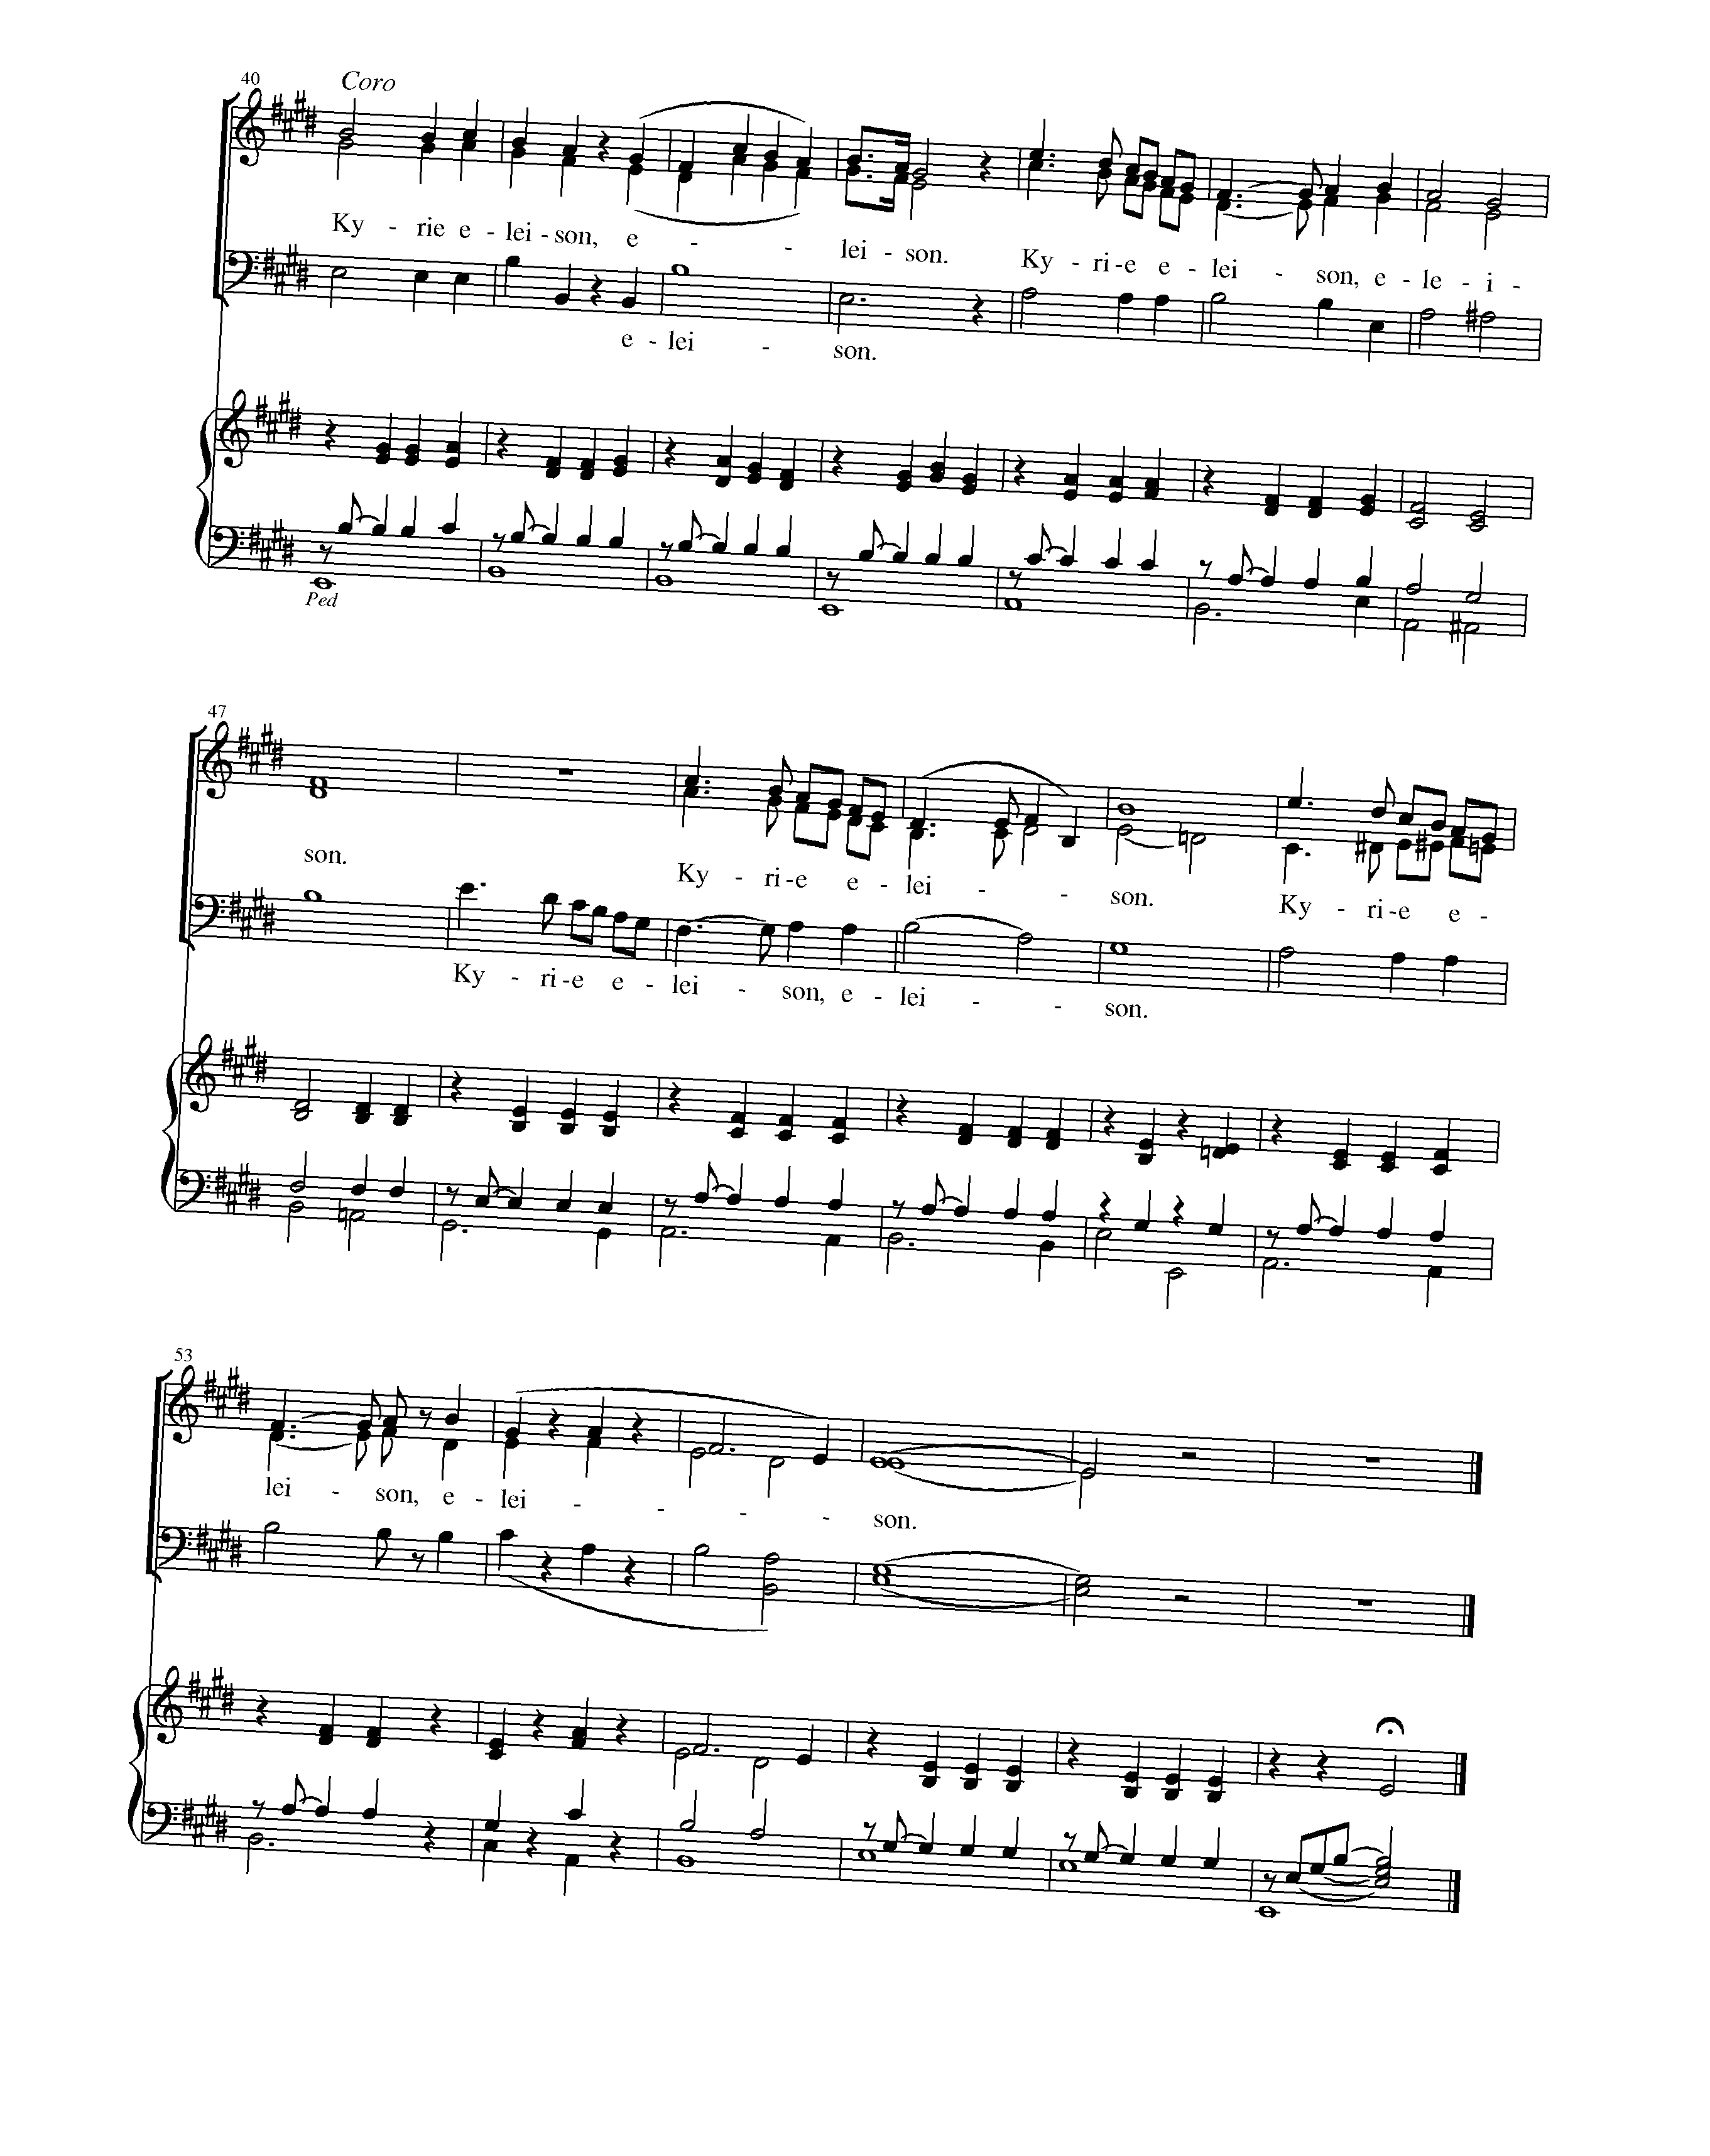 40
Coro
Ky - rie e - lei - son, e - - lei - son. Ky - ri - e e - lei - son, e - le - i -
e - lei - son.
Ped
47
son. Ky - ri - e e - lei - - son. Ky - ri - e e -
Ky - ri - e e - lei - son, e - lei - - son.
53
lei - son, e - lei - - - son.